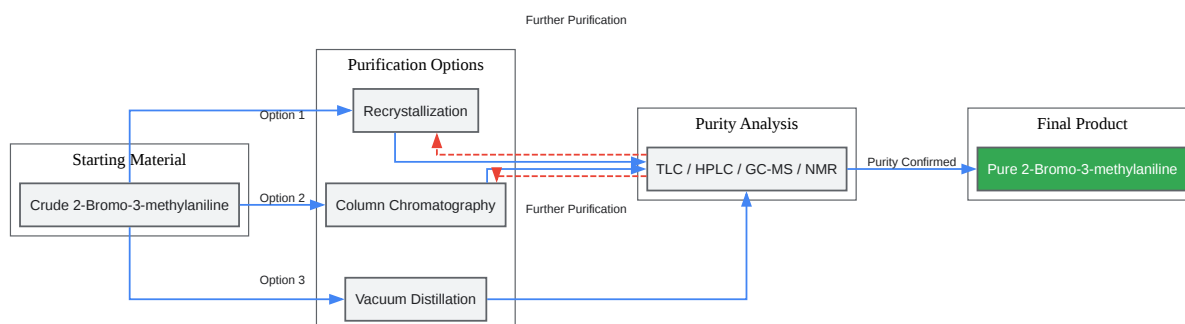 Further Purification
Purification Options
Option 1
Recrystallization
Purity Analysis
Final Product
Starting Material
TLC / HPLC / GC-MS / NMR
Purity Confirmed
Pure 2-Bromo-3-methylaniline
Crude 2-Bromo-3-methylaniline
Option 2
Column Chromatography
Further Purification
Option 3
Vacuum Distillation